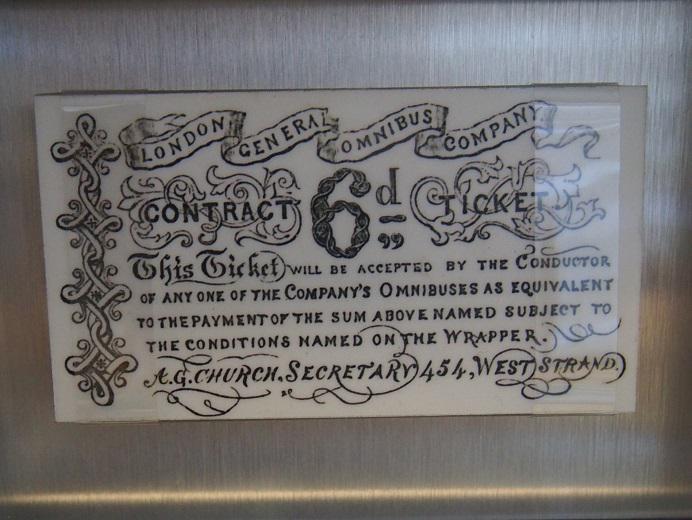 LONDON GENERAL OMNIBUS COMPANY
CONTRACT 6d TICKET
This Ticket WILL BE ACCEPTED BY THE CONDUCTOR
OF ANY ONE OF THE COMPANY'S OMNIBUSES AS EQUIVALENT
TO THE PAYMENT OF THE SUM ABOVE NAMED SUBJECT TO
THE CONDITIONS NAMED ON THE WRAPPER.
A.G. CHURCH. SECRETARY 454, WEST STRAND.